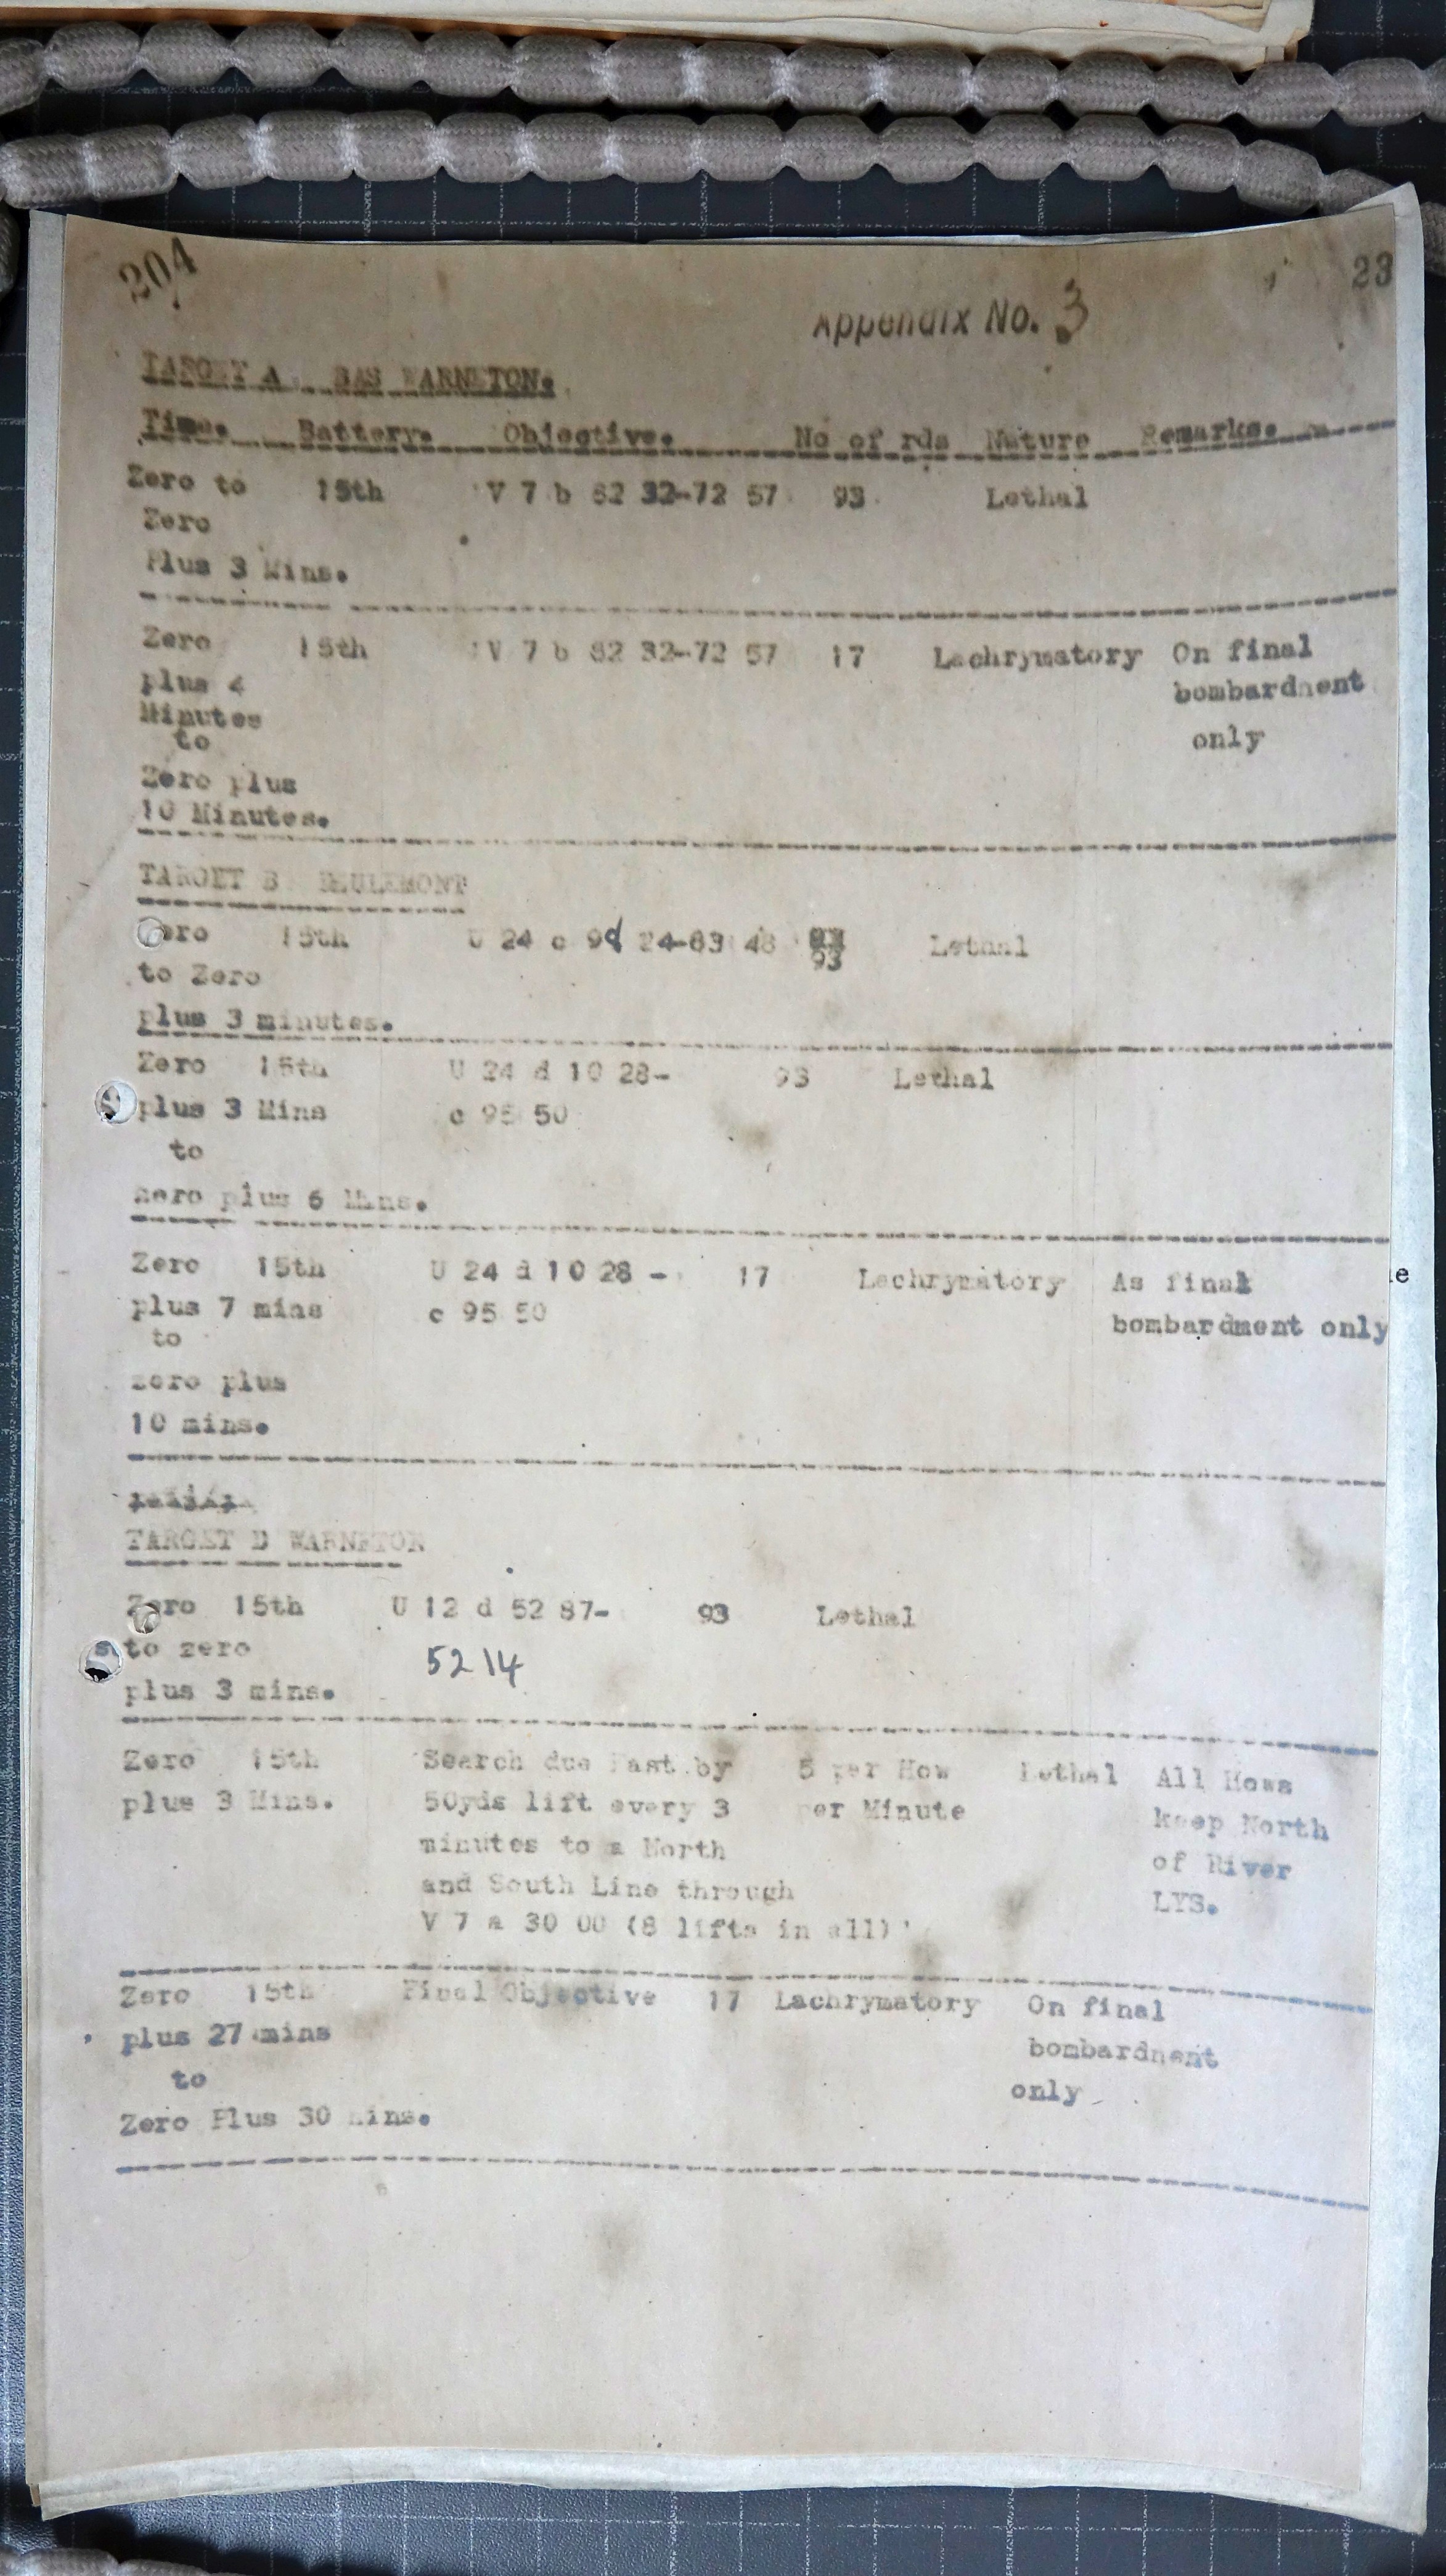 204
23
Appendix No. 3
TARGET A BAS WARNETON.
Time. Battery. Objective. No of rds Nature Remarks.
Zero to 15th V 7 b 82 32-72 57 93 Lethal
Zero
Plus 3 Mins.
Zero 15th V 7 b 82 32-72 57 17 Lachrymatory On final
plus 4 bombardment
Minutes
to only
Zero plus
10 Minutes.
TARGET B DEULEMONT
Zero 15th U 24 c 9d 24-83 48 93 Lethal
93
to Zero
plus 3 minutes.
Zero 15th U 24 d 10 28- 93 Lethal
plus 3 Mins c 95 50
to
zero plus 6 Mins.
Zero 15th U 24 d 10 28 - 17 Lachrymatory As final
plus 7 mins c 95 50 bombardment only
to
zero plus
10 mins.
TARGET D WARNETON
Zero 15th U 12 d 52 87- 93 Lethal
to zero 52 14
plus 3 mins.
Zero 15th Search due East by 5 per How Lethal All Hows
plus 3 Mins. 50yds lift every 3 per Minute keep North
minutes to a North of River
and South Line through LYS.
V 7 a 30 00 (8 lifts in all)
Zero 15th Final Objective 17 Lachrymatory On final
plus 27 mins bombardment
to only
Zero Plus 30 mins.